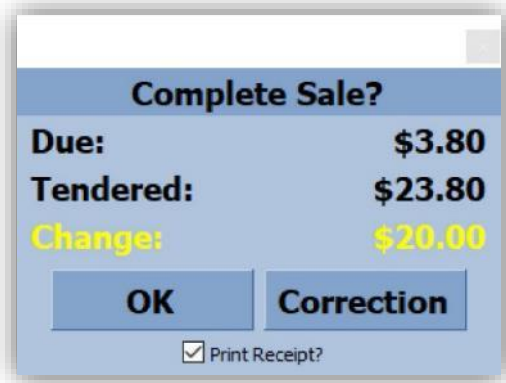 Complete Sale?
Due: $3.80
Tendered: $23.80
Change: $20.00
OK Correction
Print Receipt?